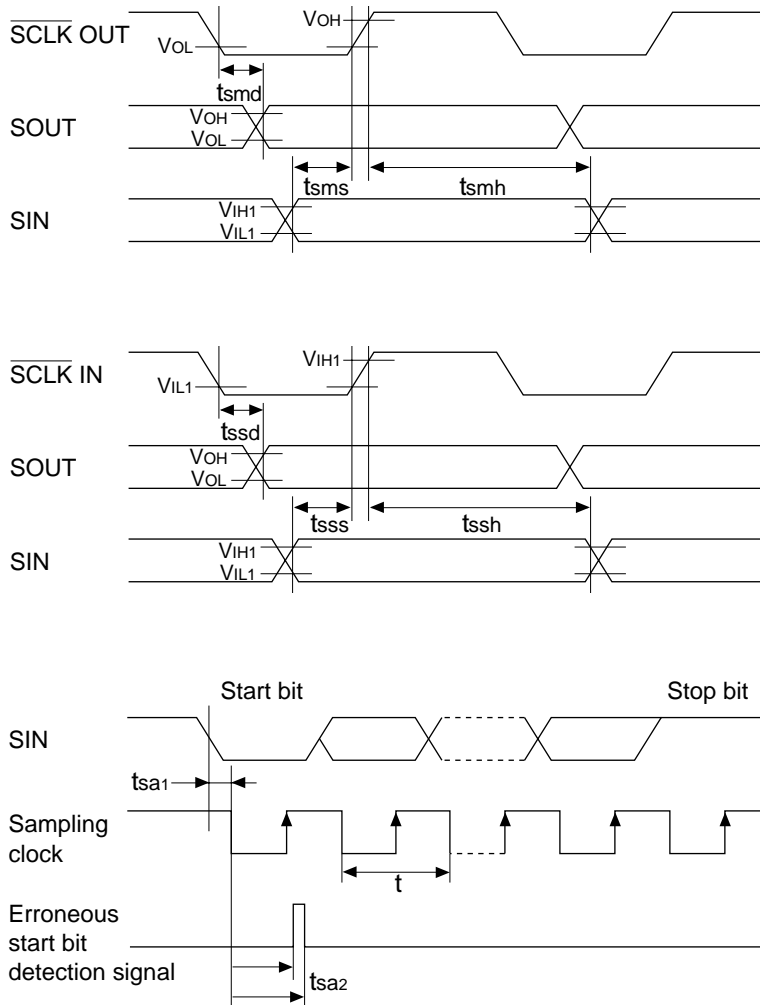 SCLK OUT
VOL
VOH
tsmd
SOUT
VOH
VOL
tsms
tsmh
SIN
VIH1
VIL1
SCLK IN
VIL1
VIH1
tssd
SOUT
VOH
VOL
tsss
tssh
SIN
VIH1
VIL1
Start bit
Stop bit
SIN
tsa1
Sampling
clock
t
Erroneous
start bit
detection signal
tsa2